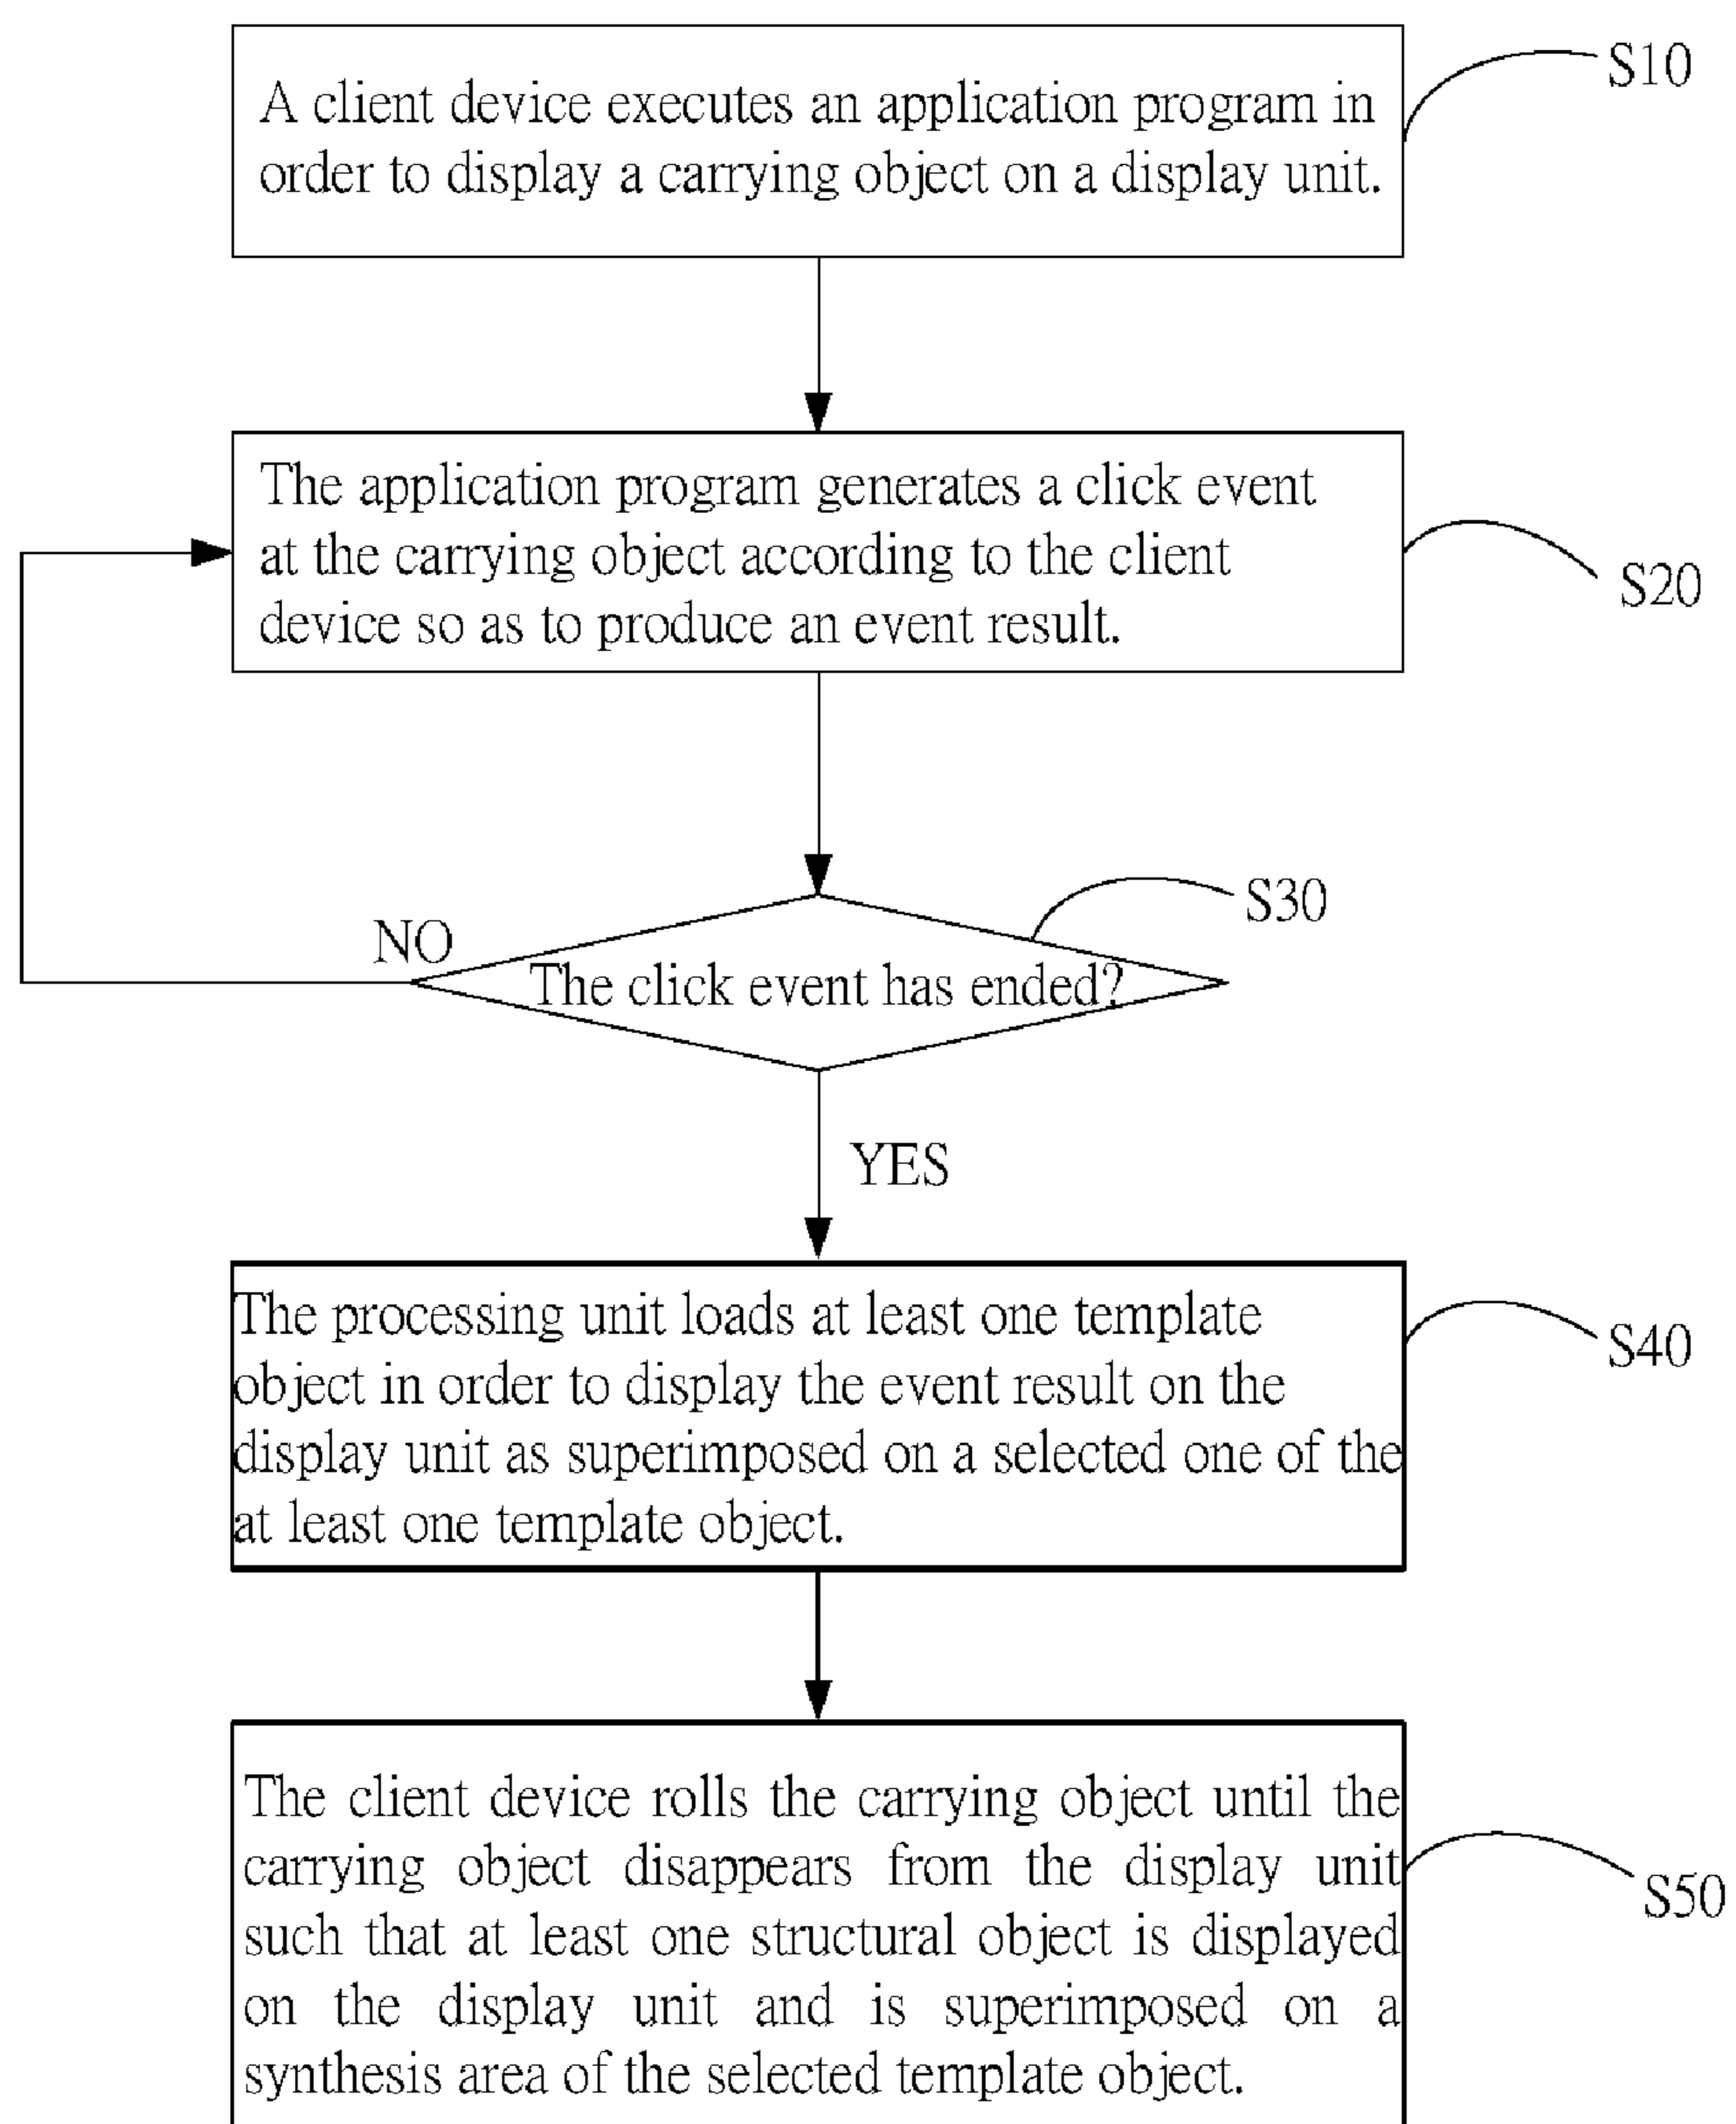 A client device executes an application program in
order to display a carrying object on a display unit.
S10
The application program generates a click event
at the carrying object according to the client
device so as to produce an event result.
S20
S30
NO
The click event has ended?
YES
The processing unit loads at least one template
object in order to display the event result on the
display unit as superimposed on a selected one of the
at least one template object.
S40
The client device rolls the carrying object until the
carrying object disappears from the display unit
such that at least one structural object is displayed
on the display unit and is superimposed on a
synthesis area of the selected template object.
S50